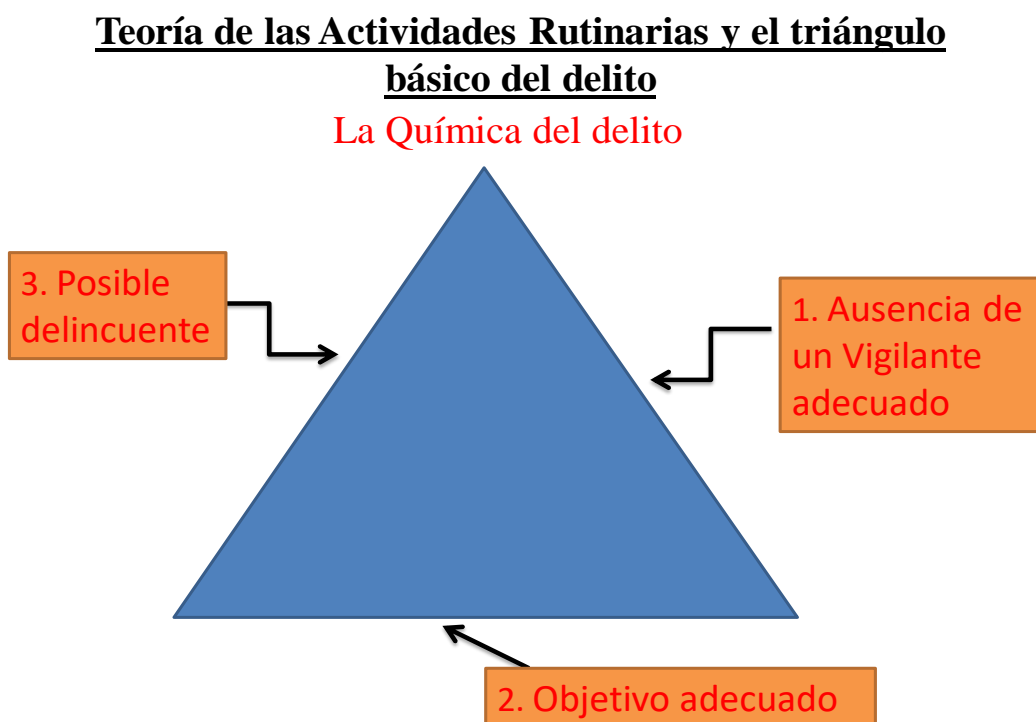 Teoría de las Actividades Rutinarias y el triángulo
básico del delito
La Química del delito
3. Posible
delincuente
1. Ausencia de
un Vigilante
adecuado
2. Objetivo adecuado